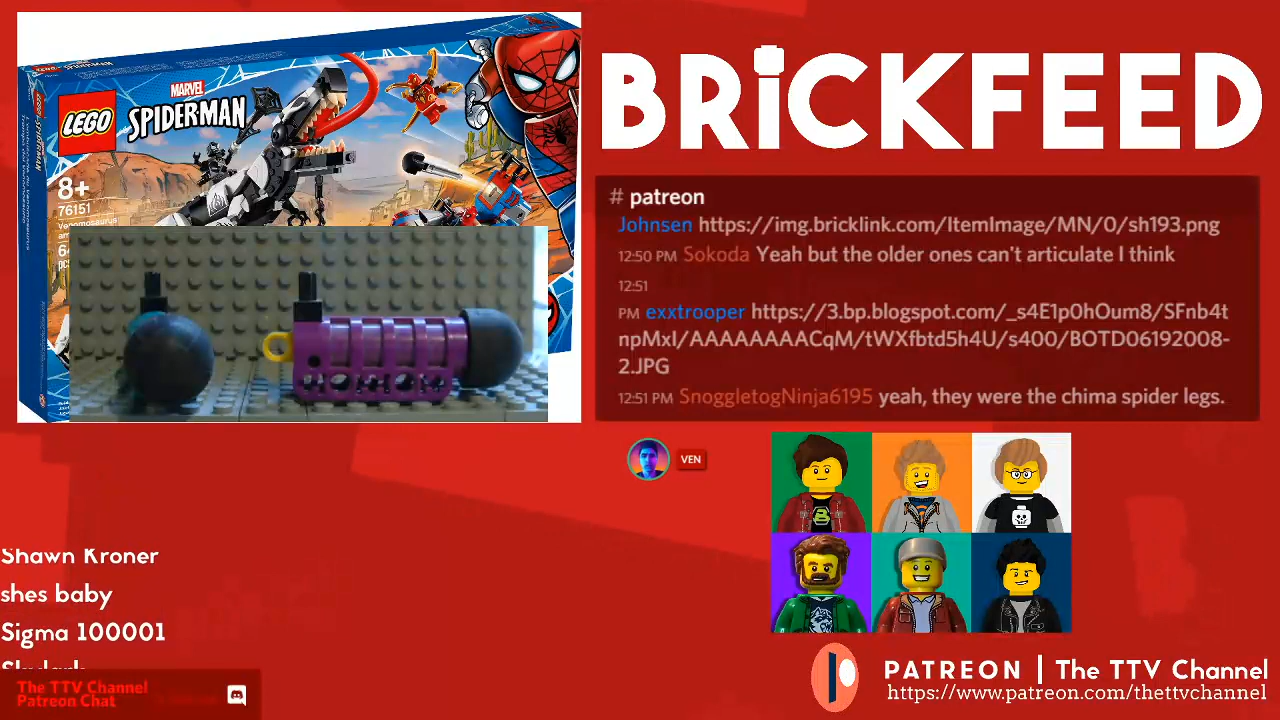 BRiCKFEED
MARVEL
SPIDERMAN
LEGO
8+
76151
# patreon
Johnsen https://img.bricklink.com/ItemImage/MN/0/sh193.png
12:50 PM Sokoda Yeah but the older ones can't articulate I think
12:51
PM exxtrooper https://3.bp.blogspot.com/_s4E1p0hOum8/SFnb4t
npMxI/AAAAAAAACqM/tWXfbtd5h4U/s400/BOTD06192008-
2.JPG
12:51 PM SnoggletogNinja6195 yeah, they were the chima spider legs.
VEN
Shawn Kroner
shes baby
Sigma 100001
Skylark
The TTV Channel
Patreon Chat
PATREON | The TTV Channel
https://www.patreon.com/thettvchannel